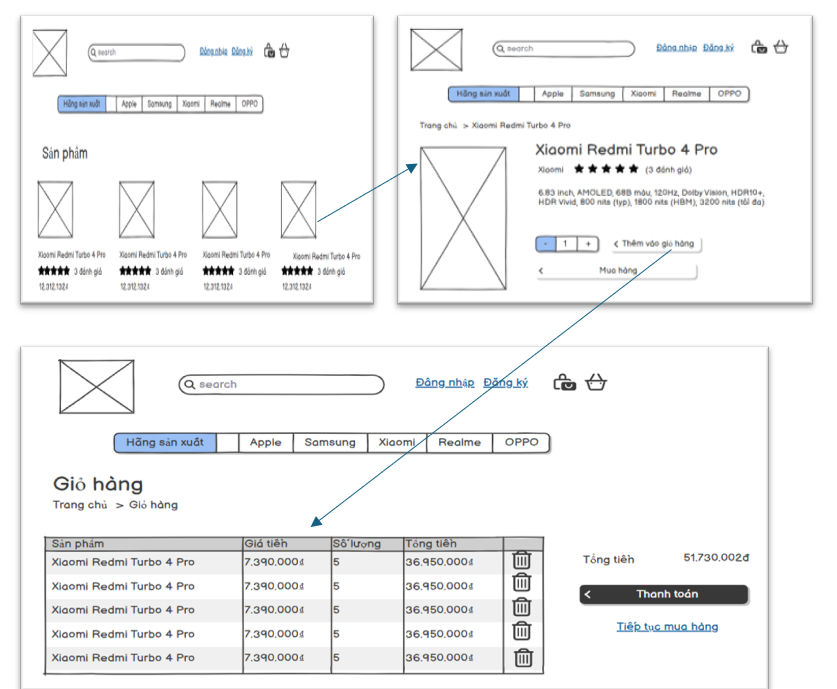 search
Đăng nhập Đăng ký
Hãng sản xuất Apple Samsung Xiaomi Realme OPPO
Sản phẩm
Xiaomi Redmi Turbo 4 Pro Xiaomi Redmi Turbo 4 Pro Xiaomi Redmi Turbo 4 Pro Xiaomi Redmi Turbo 4 Pro
3 đánh giá 3 đánh giá 3 đánh giá 3 đánh giá
12.312.132đ 12.312.132đ 12.312.132đ 12.312.132đ
search
Đăng nhập Đăng ký
Hãng sản xuất Apple Samsung Xiaomi Realme OPPO
Trang chủ > Xiaomi Redmi Turbo 4 Pro
Xiaomi Redmi Turbo 4 Pro
Xiaomi ★★★★★ (3 đánh giá)
6.83 inch, AMOLED, 68B màu, 120Hz, Dolby Vision, HDR10+,
HDR Vivid, 800 nits (typ), 1800 nits (HBM), 3200 nits (tối đa)
- 1 + < Thêm vào giỏ hàng
< Mua hàng
search
Đăng nhập Đăng ký
Hãng sản xuất Apple Samsung Xiaomi Realme OPPO
Giỏ hàng
Trang chủ > Giỏ hàng
Sản phẩm Giá tiền Số lượng Tổng tiền
Xiaomi Redmi Turbo 4 Pro 7.390.000đ 5 36.950.000đ
Xiaomi Redmi Turbo 4 Pro 7.390.000đ 5 36.950.000đ
Xiaomi Redmi Turbo 4 Pro 7.390.000đ 5 36.950.000đ
Xiaomi Redmi Turbo 4 Pro 7.390.000đ 5 36.950.000đ
Xiaomi Redmi Turbo 4 Pro 7.390.000đ 5 36.950.000đ
Tổng tiền 51.730.002đ
< Thanh toán
Tiếp tục mua hàng